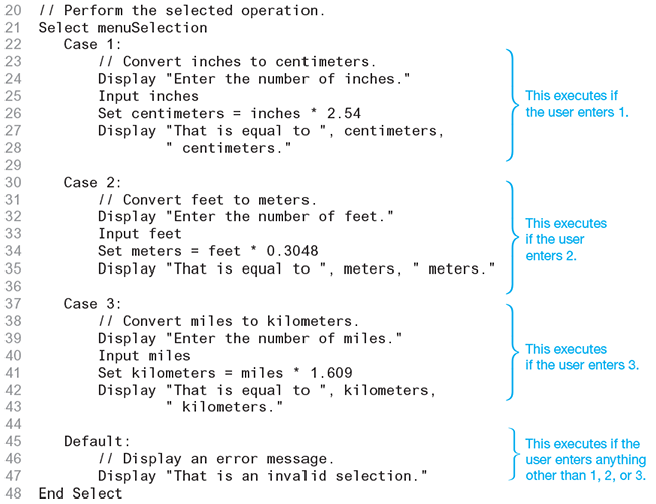 20 // Perform the selected operation.
21 Select menuSelection
22 Case 1:
23 // Convert inches to centimeters.
24 Display "Enter the number of inches."
25 Input inches
26 Set centimeters = inches * 2.54
27 Display "That is equal to ", centimeters,
28 " centimeters."
29
This executes if
the user enters 1.
30 Case 2:
31 // Convert feet to meters.
32 Display "Enter the number of feet."
33 Input feet
34 Set meters = feet * 0.3048
35 Display "That is equal to ", meters, " meters."
36
This executes
if the user
enters 2.
37 Case 3:
38 // Convert miles to kilometers.
39 Display "Enter the number of miles."
40 Input miles
41 Set kilometers = miles * 1.609
42 Display "That is equal to ", kilometers,
43 " kilometers."
44
This executes
if the user enters 3.
45 Default:
46 // Display an error message.
47 Display "That is an invalid selection."
48 End Select
This executes if the
user enters anything
other than 1, 2, or 3.